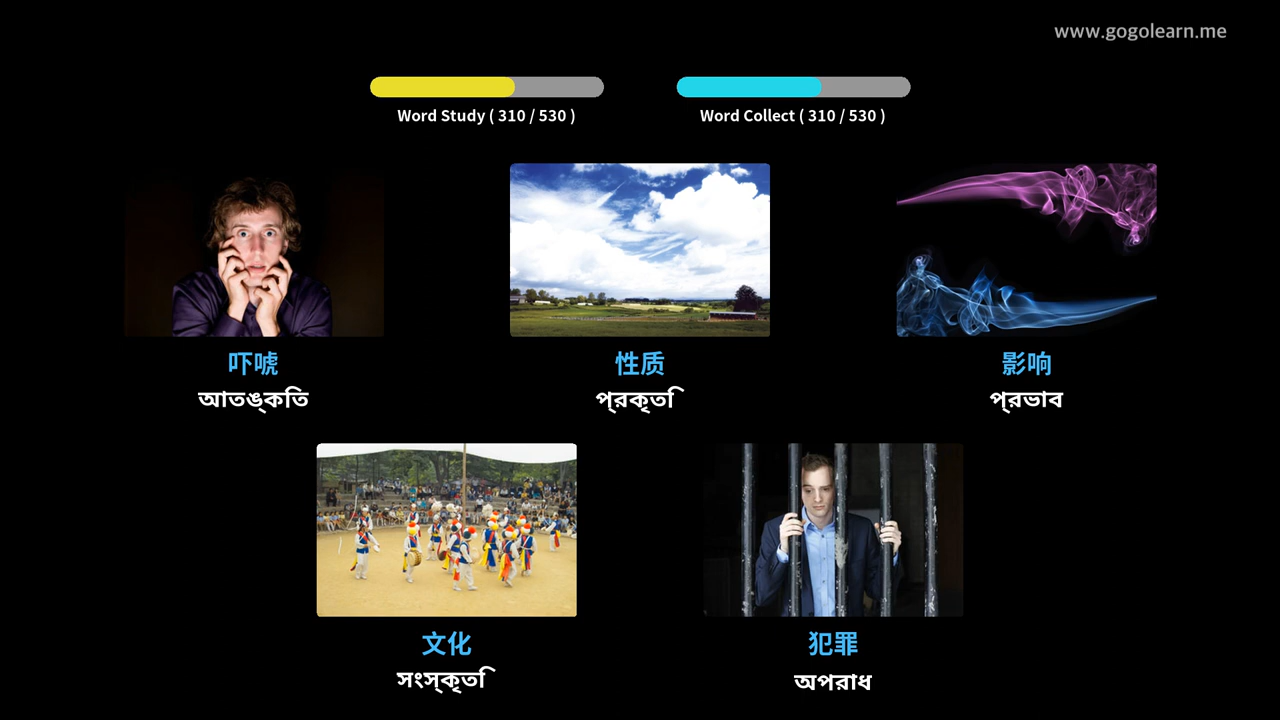 www.gogolearn.me
Word Study ( 310 / 530 )
Word Collect ( 310 / 530 )
吓唬
আতঙ্কিত
性质
প্রকৃতি
影响
প্রভাব
文化
সংস্কৃতি
犯罪
অপরাধ